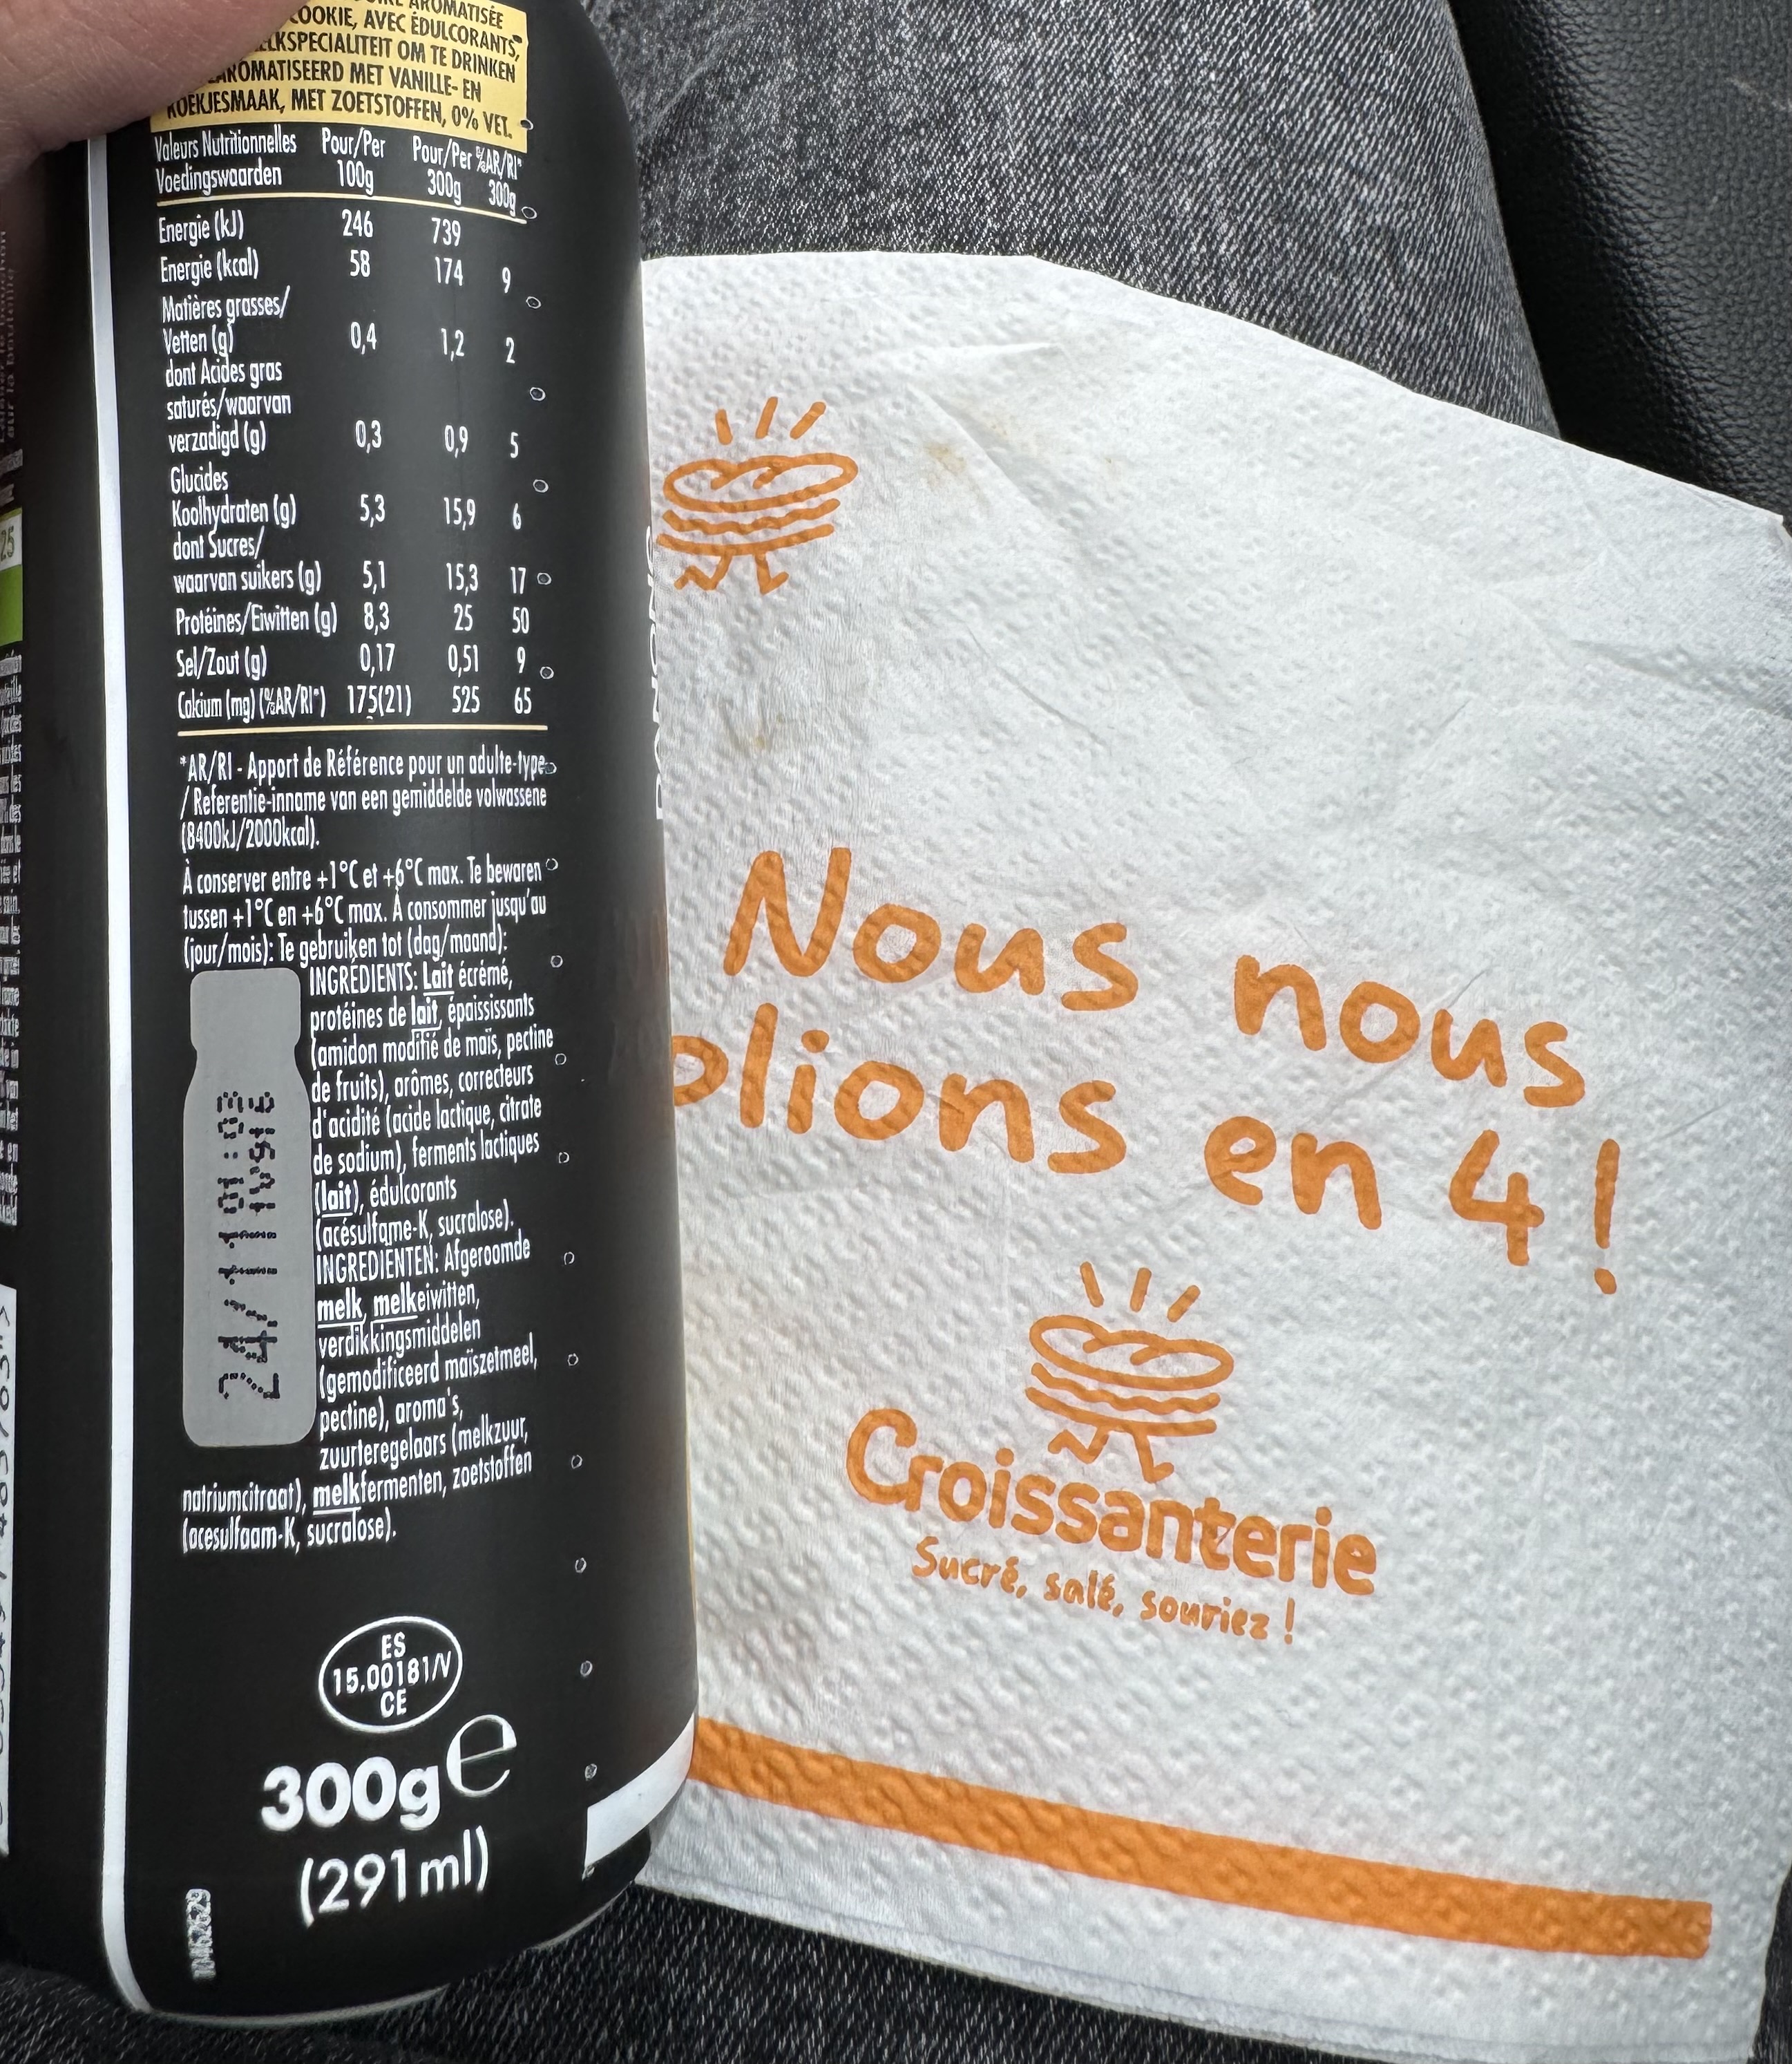 AROMATISÉE
COOKIE, AVEC ÉDULCORANTS,
OM TE DRINKEN
AROMATISEERD MET VANILLE- EN
KOEKJESMAAK, MET ZOETSTOFFEN, 0% VET.
Valeurs Nutritionnelles Pour/Per Pour/Per %AR/RI*
Voedingswaarden 100g 300g 300g
Energie (kJ) 246 739
Energie (kcal) 58 174 9
Matières grasses/
Vetten (g) 0,4 1,2 2
dont Acides gras
saturés/waarvan
verzadigd (g) 0,3 0,9 5
Glucides
Koolhydraten (g) 5,3 15,9 6
dont Sucres/
waarvan suikers (g) 5,1 15,3 17
Protéines/Eiwitten (g) 8,3 25 50
Sel/Zout (g) 0,17 0,51 9
Calcium (mg) (%AR/RI*) 175(21) 525 65
*AR/RI - Apport de Référence pour un adulte-type
/ Referentie-inname van een gemiddelde volwassene
(8400kJ/2000kcal).
À conserver entre +1°C et +6°C max. Te bewaren
tussen +1°C en +6°C max. À consommer jusqu'au
(jour/mois): Te gebruiken tot (dag/maand):
24/11 01:03
INGRÉDIENTS: Lait écrémé,
protéines de lait, épaississants
(amidon modifié de maïs, pectine
de fruits), arômes, correcteurs
d'acidité (acide lactique, citrate
de sodium), ferments lactiques
(lait), édulcorants
(acésulfame-K, sucralose).
INGREDIËNTEN: Afgeroomde
melk, melkeiwitten,
verdikkingsmiddelen
(gemodificeerd maïszetmeel,
pectine), aroma's,
zuurteregelaars (melkzuur,
natriumcitraat), melkfermenten, zoetstoffen
(acesulfaam-K, sucralose).
ES
15.00181/V
CE
300g e
(291ml)
Nous nous
plions en 4 !
Croissanterie
Sucré, salé, souriez !